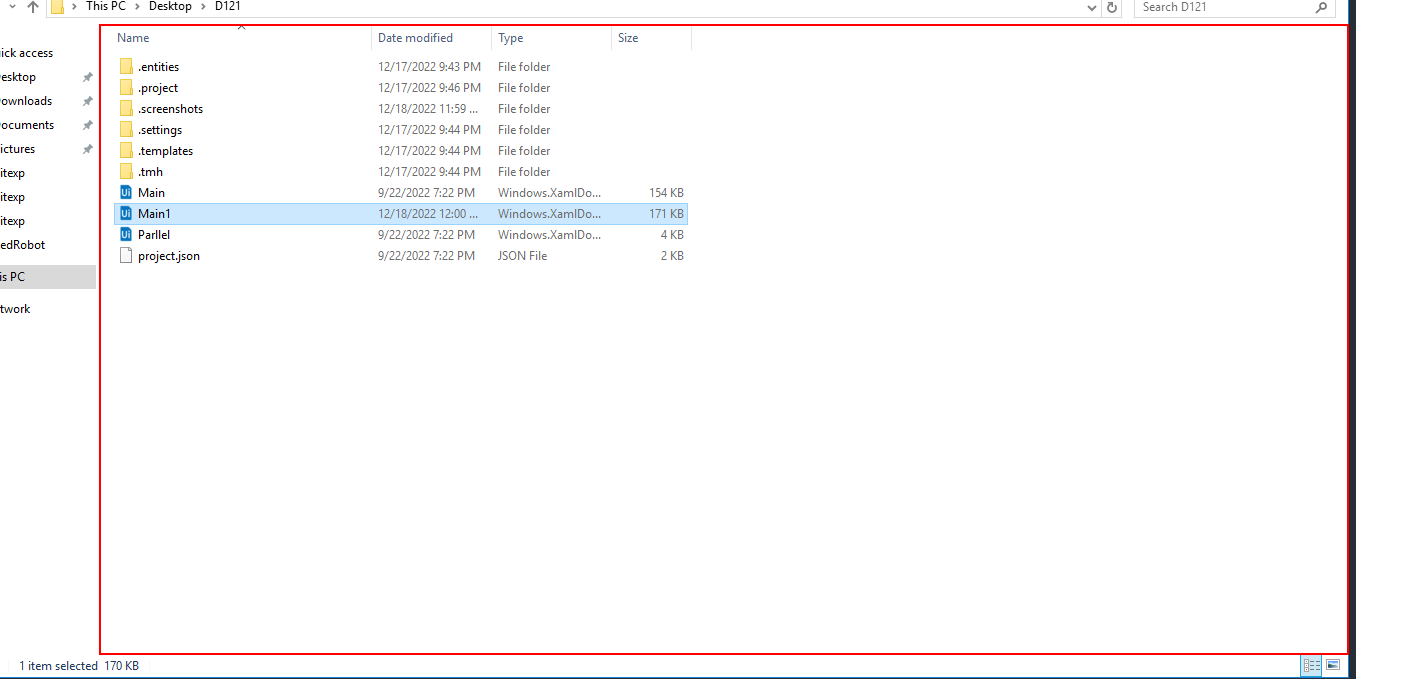 This PC > Desktop > D121
Search D121
Name Date modified Type Size
uick access
esktop
ownloads
ocuments
ictures
itexp
itexp
itexp
edRobot
is PC
twork
.entities 12/17/2022 9:43 PM File folder
.project 12/17/2022 9:46 PM File folder
.screenshots 12/18/2022 11:59 ... File folder
.settings 12/17/2022 9:44 PM File folder
.templates 12/17/2022 9:44 PM File folder
.tmh 12/17/2022 9:44 PM File folder
Ui Main 9/22/2022 7:22 PM Windows.XamlDo... 154 KB
Ui Main1 12/18/2022 12:00 ... Windows.XamlDo... 171 KB
Ui Parllel 9/22/2022 7:22 PM Windows.XamlDo... 4 KB
project.json 9/22/2022 7:22 PM JSON File 2 KB
1 item selected 170 KB